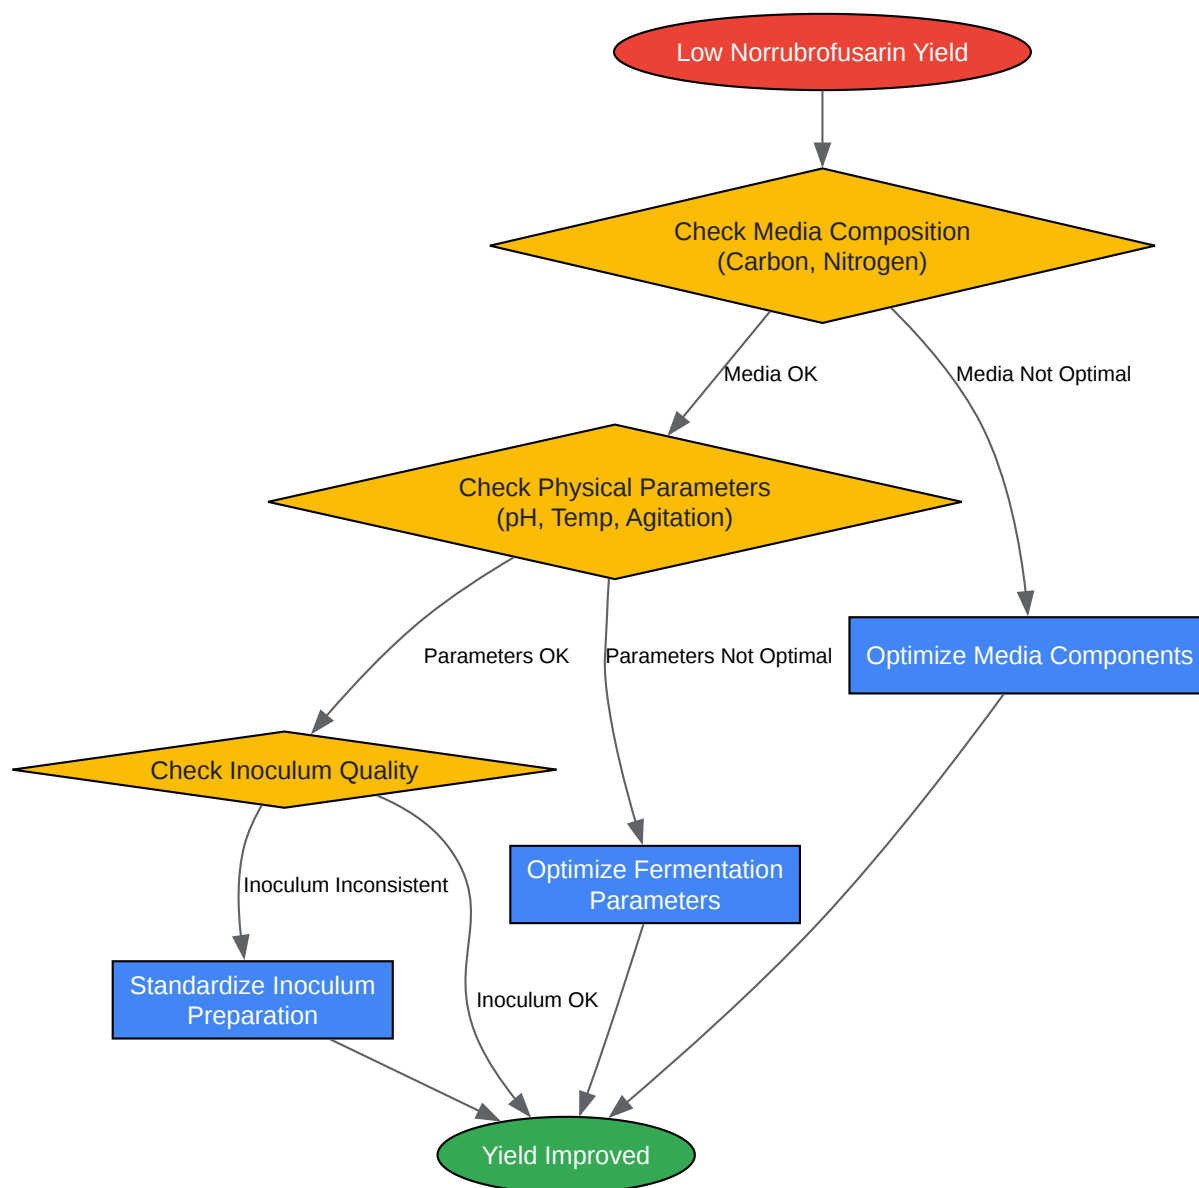 Low Norrubrofusarin Yield
Check Media Composition
(Carbon, Nitrogen)
Media OK
Media Not Optimal
Check Physical Parameters
(pH, Temp, Agitation)
Parameters OK
Parameters Not Optimal
Optimize Media Components
Check Inoculum Quality
Optimize Fermentation
Parameters
Inoculum Inconsistent
Standardize Inoculum
Preparation
Inoculum OK
Yield Improved